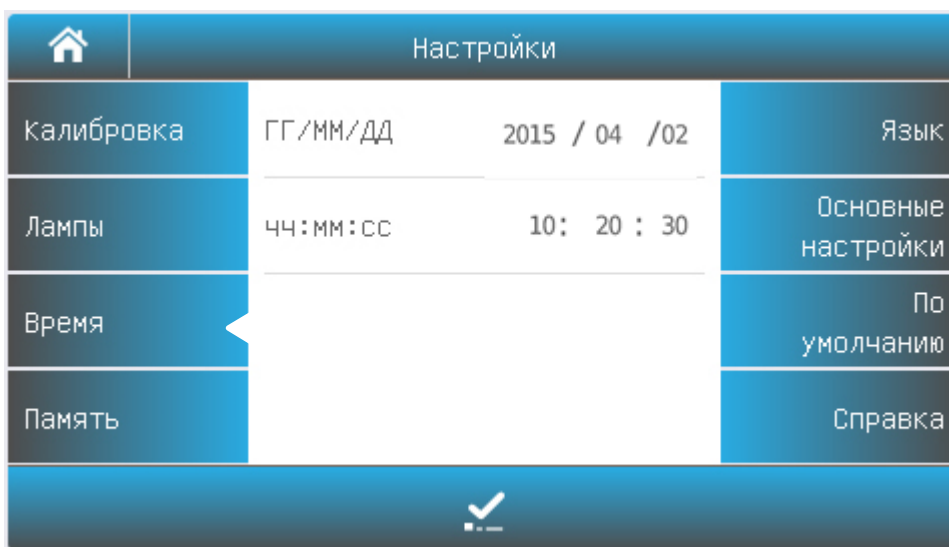 Настройки
Калибровка
ГГ/ММ/ДД 2015 / 04 /02
Язык
Лампы
чч:мм:сс 10: 20 : 30
Основные
настройки
Время
По
умолчанию
Память
Справка